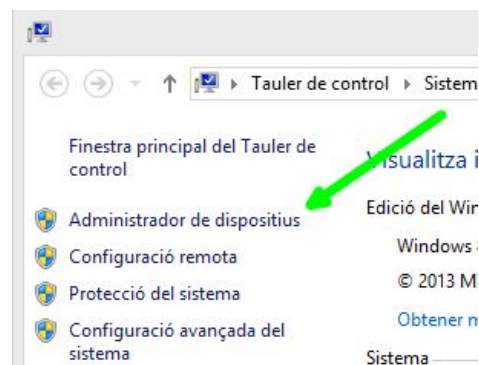 Tauler de control ▸ Sistem
Finestra principal del Tauler de
control
Visualitza i
Administrador de dispositius
Edició del Win
Configuració remota
Windows
© 2013 M
Protecció del sistema
Obtener m
Configuració avançada del
sistema
Sistema